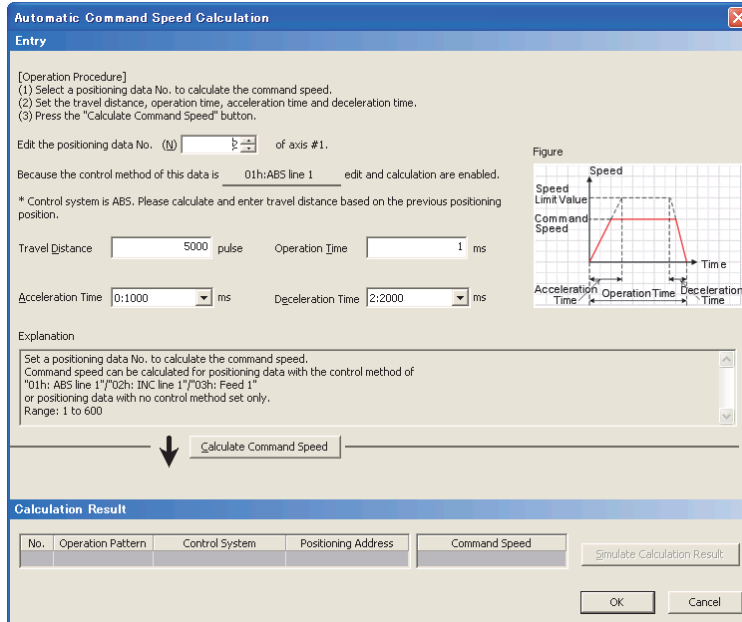 Automatic Command Speed Calculation
Entry
[Operation Procedure]
(1) Select a positioning data No. to calculate the command speed.
(2) Set the travel distance, operation time, acceleration time and deceleration time.
(3) Press the "Calculate Command Speed" button.
Edit the positioning data No. (N) of axis #1.
Because the control method of this data is 01h:ABS line 1 edit and calculation are enabled.
* Control system is ABS. Please calculate and enter travel distance based on the previous positioning
position.
Travel Distance 5000 pulse Operation Time 1 ms
Acceleration Time 0:1000 ms Deceleration Time 2:2000 ms
Figure
Speed
Speed
Limit Value
Command
Speed
Time
Acceleration
Time
Operation Time
Deceleration
Time
Explanation
Set a positioning data No. to calculate the command speed.
Command speed can be calculated for positioning data with the control method of
"01h: ABS line 1"/"02h: INC line 1"/"03h: Feed 1"
or positioning data with no control method set only.
Range: 1 to 600
Calculate Command Speed
Calculation Result
No. Operation Pattern Control System Positioning Address Command Speed
Simulate Calculation Result
OK Cancel